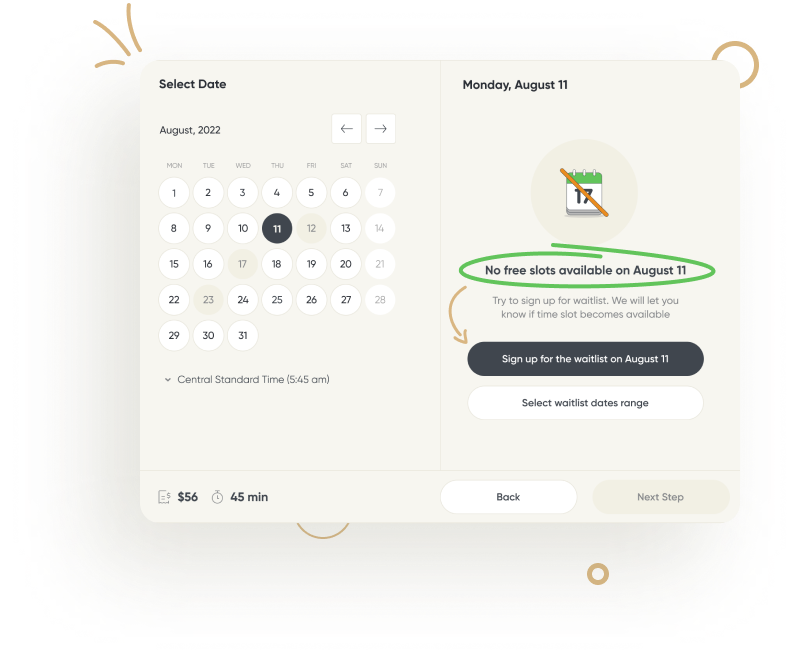 Select Date
August, 2022
MON TUE WED THU FRI SAT SUN
1 2 3 4 5 6 7
8 9 10 11 12 13 14
15 16 17 18 19 20 21
22 23 24 25 26 27 28
29 30 31
Central Standard Time (5:45 am)
Monday, August 11
17
No free slots available on August 11
Try to sign up for waitlist. We will let you
know if time slot becomes available
Sign up for the waitlist on August 11
Select waitlist dates range
$56 45 min
Back
Next Step